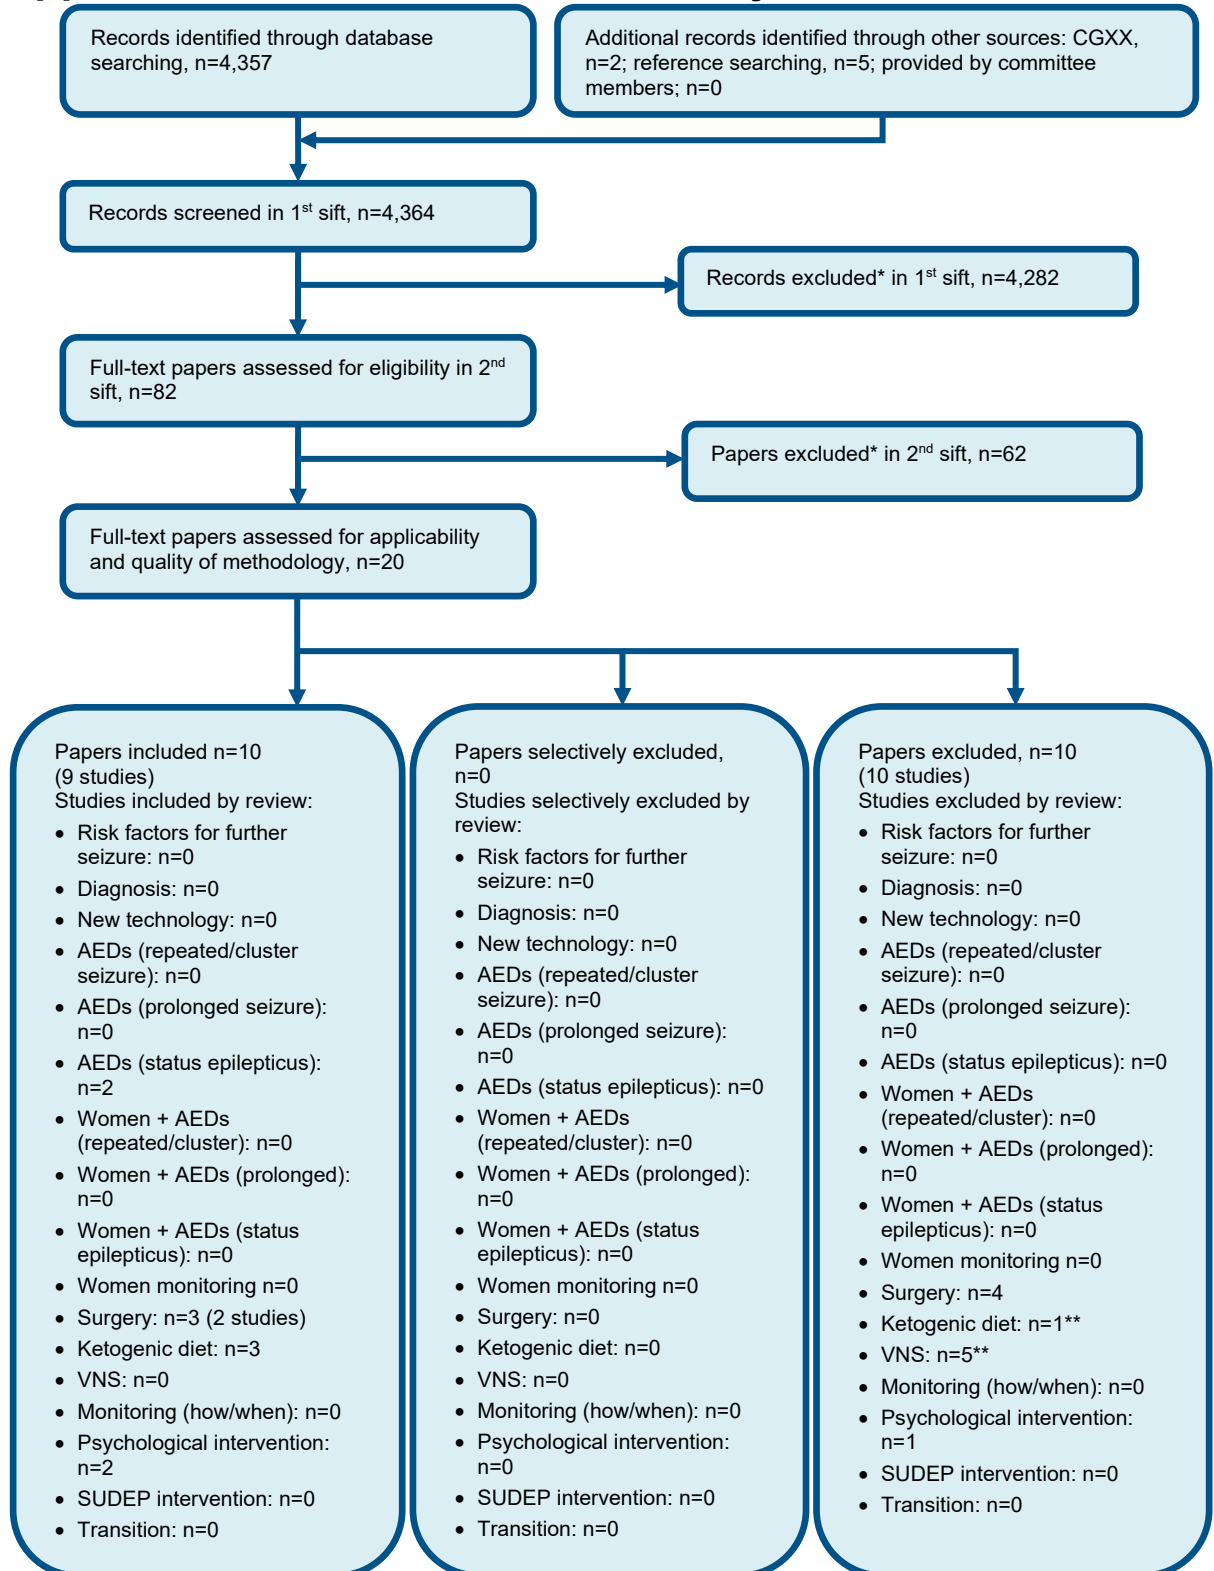 Records identified through database
searching, n=4,357
Additional records identified through other sources: CGXX,
n=2; reference searching, n=5; provided by committee
members; n=0
Records screened in 1st sift, n=4,364
Records excluded* in 1st sift, n=4,282
Full-text papers assessed for eligibility in 2nd
sift, n=82
Papers excluded* in 2nd sift, n=62
Full-text papers assessed for applicability
and quality of methodology, n=20
Papers included n=10
(9 studies)
Studies included by review:
• Risk factors for further
seizure: n=0
• Diagnosis: n=0
• New technology: n=0
• AEDs (repeated/cluster
seizure): n=0
• AEDs (prolonged seizure):
n=0
• AEDs (status epilepticus):
n=2
• Women + AEDs
(repeated/cluster): n=0
• Women + AEDs (prolonged):
n=0
• Women + AEDs (status
epilepticus): n=0
• Women monitoring n=0
• Surgery: n=3 (2 studies)
• Ketogenic diet: n=3
• VNS: n=0
• Monitoring (how/when): n=0
• Psychological intervention:
n=2
• SUDEP intervention: n=0
• Transition: n=0
Papers selectively excluded,
n=0
Studies selectively excluded by
review:
• Risk factors for further
seizure: n=0
• Diagnosis: n=0
• New technology: n=0
• AEDs (repeated/cluster
seizure): n=0
• AEDs (prolonged seizure):
n=0
• AEDs (status epilepticus): n=0
• Women + AEDs
(repeated/cluster): n=0
• Women + AEDs (prolonged):
n=0
• Women + AEDs (status
epilepticus): n=0
• Women monitoring n=0
• Surgery: n=0
• Ketogenic diet: n=0
• VNS: n=0
• Monitoring (how/when): n=0
• Psychological intervention:
n=0
• SUDEP intervention: n=0
• Transition: n=0
Papers excluded, n=10
(10 studies)
Studies excluded by review:
• Risk factors for further
seizure: n=0
• Diagnosis: n=0
• New technology: n=0
• AEDs (repeated/cluster
seizure): n=0
• AEDs (prolonged seizure):
n=0
• AEDs (status epilepticus: n=0
• Women + AEDs
(repeated/cluster): n=0
• Women + AEDs (prolonged):
n=0
• Women + AEDs (status
epilepticus): n=0
• Women monitoring n=0
• Surgery: n=4
• Ketogenic diet: n=1**
• VNS: n=5**
• Monitoring (how/when): n=0
• Psychological intervention:
n=1
• SUDEP intervention: n=0
• Transition: n=0